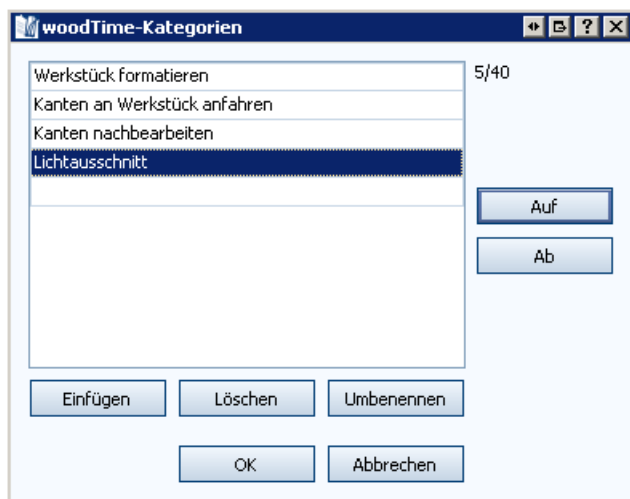 woodTime-Kategorien
Werkstück formatieren
5/40
Kanten an Werkstück anfahren
Kanten nachbearbeiten
Lichtausschnitt
Auf
Ab
Einfügen Löschen Umbenennen
OK Abbrechen